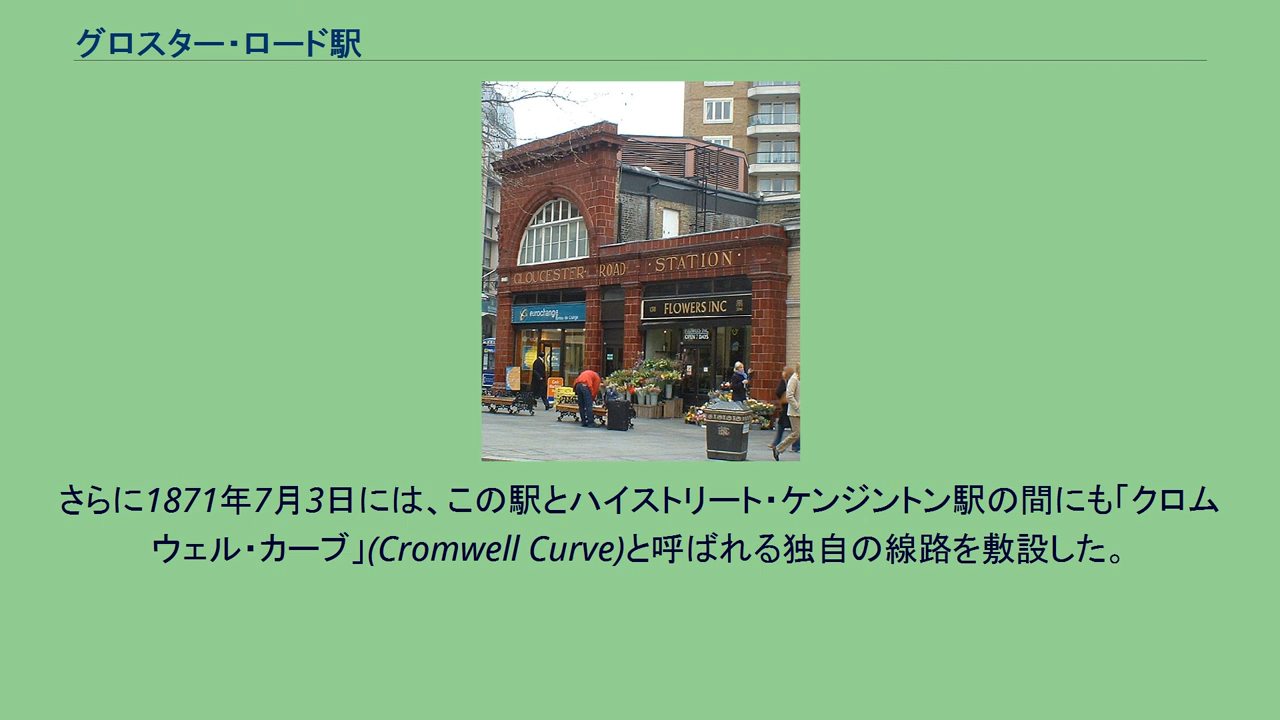 グロスター・ロード駅
GLOUCESTER ROAD STATION
eurochange
FLOWERS INC
さらに1871年7月3日には、この駅とハイストリート・ケンジントン駅の間にも「クロム
ウェル・カーブ」(Cromwell Curve)と呼ばれる独自の線路を敷設した。